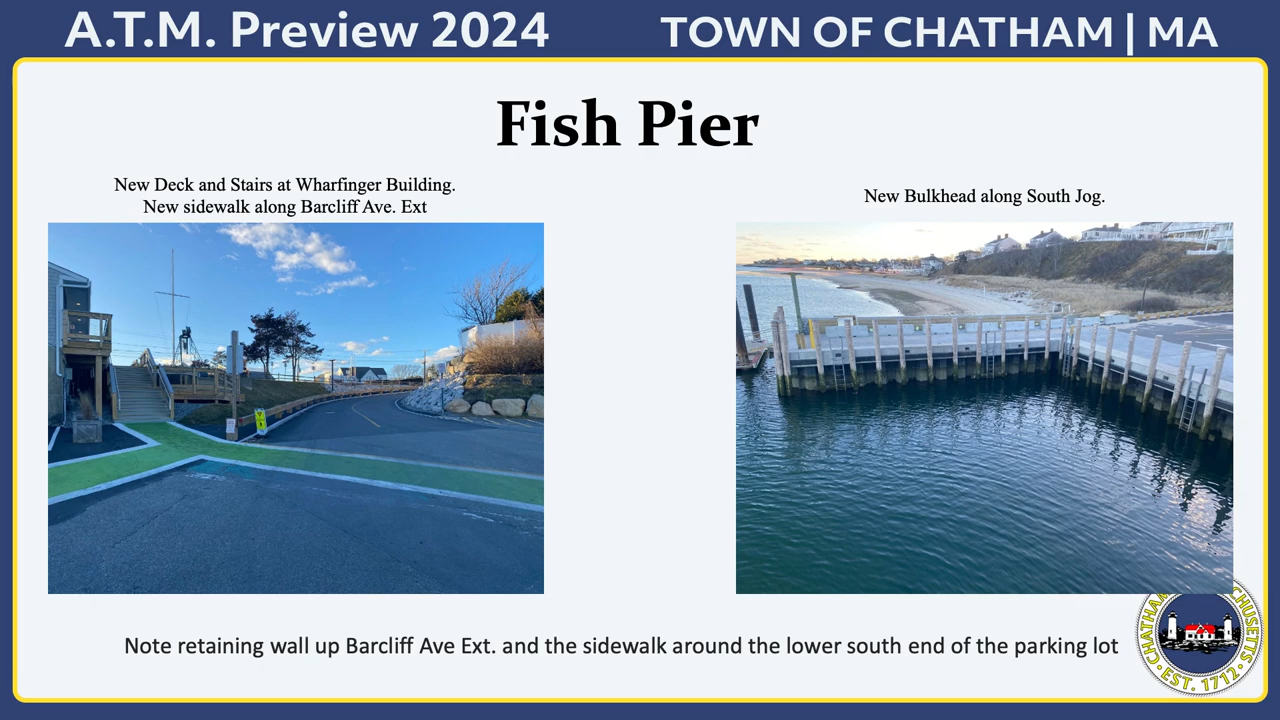 A.T.M. Preview 2024
TOWN OF CHATHAM | MA
Fish Pier
New Deck and Stairs at Wharfinger Building.
New sidewalk along Barcliff Ave. Ext
New Bulkhead along South Jog.
Note retaining wall up Barcliff Ave Ext. and the sidewalk around the lower south end of the parking lot
EST. 1712